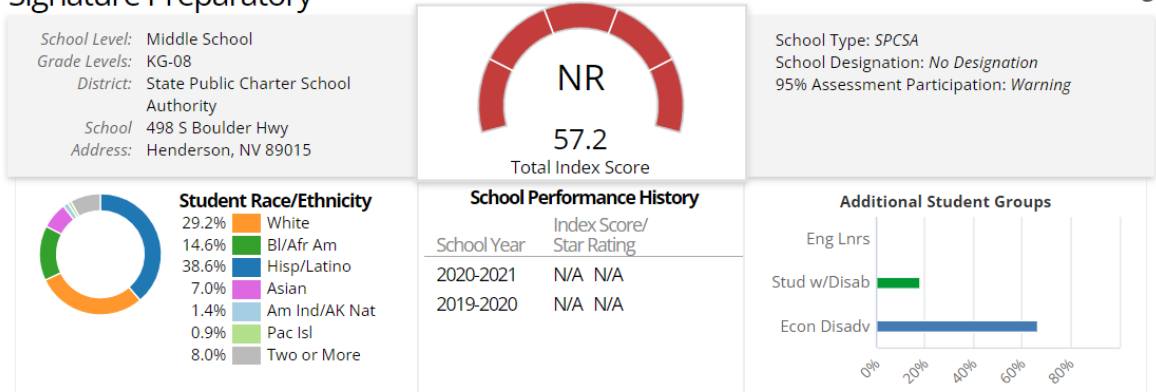 Signature Preparatory
School Level: Middle School
Grade Levels: KG-08
District: State Public Charter School
Authority
School 498 S Boulder Hwy
Address: Henderson, NV 89015
NR
57.2
Total Index Score
School Type: SPCSA
School Designation: No Designation
95% Assessment Participation: Warning
Student Race/Ethnicity
29.2% White
14.6% Bl/Afr Am
38.6% Hisp/Latino
7.0% Asian
1.4% Am Ind/AK Nat
0.9% Pac Isl
8.0% Two or More
School Performance History
Index Score/
School Year Star Rating
2020-2021 N/A N/A
2019-2020 N/A N/A
Additional Student Groups
Eng Lnrs
Stud w/Disab
Econ Disadv
0% 20% 40% 60% 80%